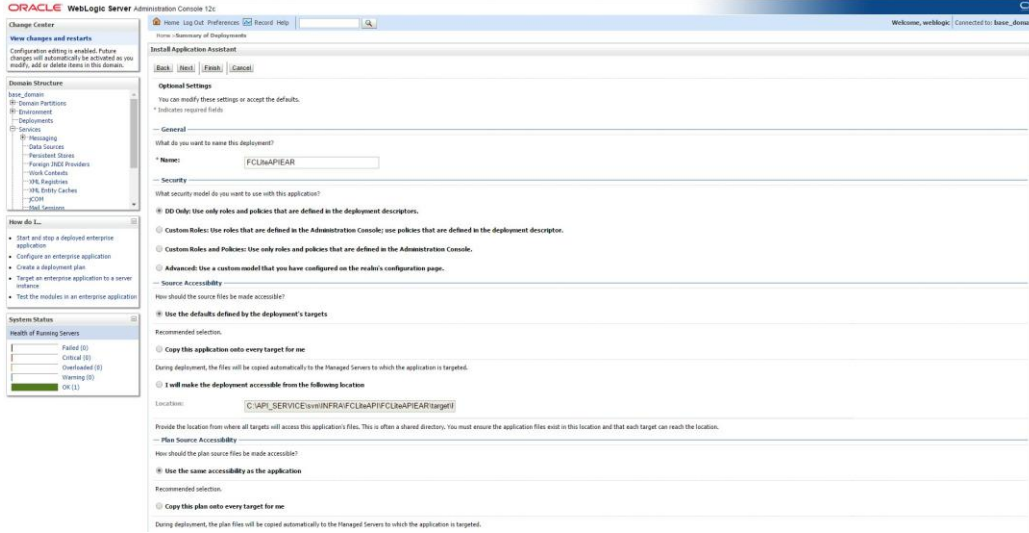 ORACLE WebLogic Server Administration Console 12c
Change Center
View changes and restarts
Configuration editing is enabled. Future
changes will automatically be activated as you
modify, add or delete items in this domain.
Domain Structure
base_domain
Domain Partitions
Environment
Deployments
Services
Messaging
Data Sources
Persistent Stores
Foreign JNDI Providers
Work Contexts
XML Registries
XML Entity Caches
jCOM
Mail Sessions
How do I...
Start and stop a deployed enterprise
application
Configure an enterprise application
Create a deployment plan
Target an enterprise application to a server
instance
Test the modules in an enterprise application
System Status
Health of Running Servers
Failed (0)
Critical (0)
Overloaded (0)
Warning (0)
OK (1)
Home Log Out Preferences Record Help
Welcome, weblogic Connected to: base_doma
Home >Summary of Deployments
Install Application Assistant
Back Next Finish Cancel
Optional Settings
You can modify these settings or accept the defaults.
* Indicates required fields
General
What do you want to name this deployment?
* Name: FCLiteAPIEAR
Security
What security model do you want to use with this application?
DD Only: Use only roles and policies that are defined in the deployment descriptors.
Custom Roles: Use roles that are defined in the Administration Console; use policies that are defined in the deployment descriptor.
Custom Roles and Policies: Use only roles and policies that are defined in the Administration Console.
Advanced: Use a custom model that you have configured on the realm's configuration page.
Source Accessibility
How should the source files be made accessible?
Use the defaults defined by the deployment's targets
Recommended selection.
Copy this application onto every target for me
During deployment, the files will be copied automatically to the Managed Servers to which the application is targeted.
I will make the deployment accessible from the following location
Location: C:\API_SERVICE\svn\INFRA\FCLiteAPI\FCLiteAPIEAR\target\F
Provide the location from where all targets will access this application's files. This is often a shared directory. You must ensure the application files exist in this location and that each target can reach the location.
Plan Source Accessibility
How should the plan source files be made accessible?
Use the same accessibility as the application
Recommended selection.
Copy this plan onto every target for me
During deployment, the plan files will be copied automatically to the Managed Servers to which the application is targeted.